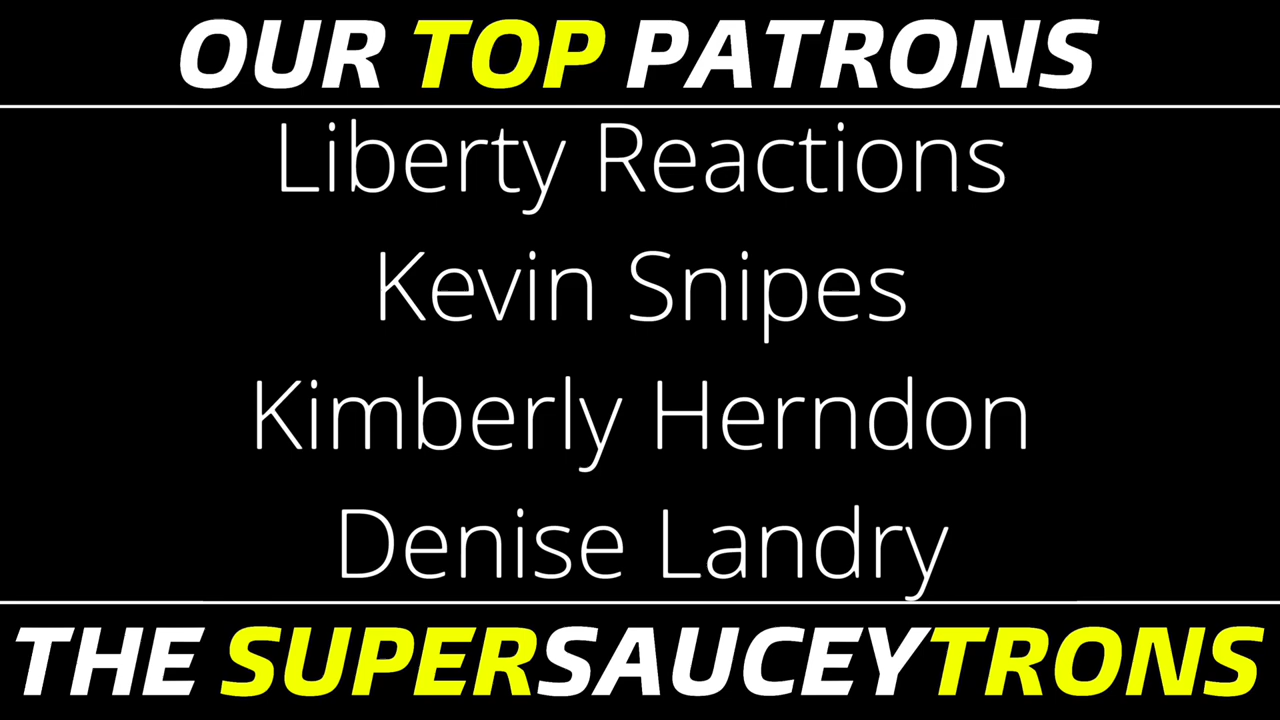 OUR TOP PATRONS
Liberty Reactions
Kevin Snipes
Kimberly Herndon
Denise Landry
THE SUPERSAUCEYTRONS